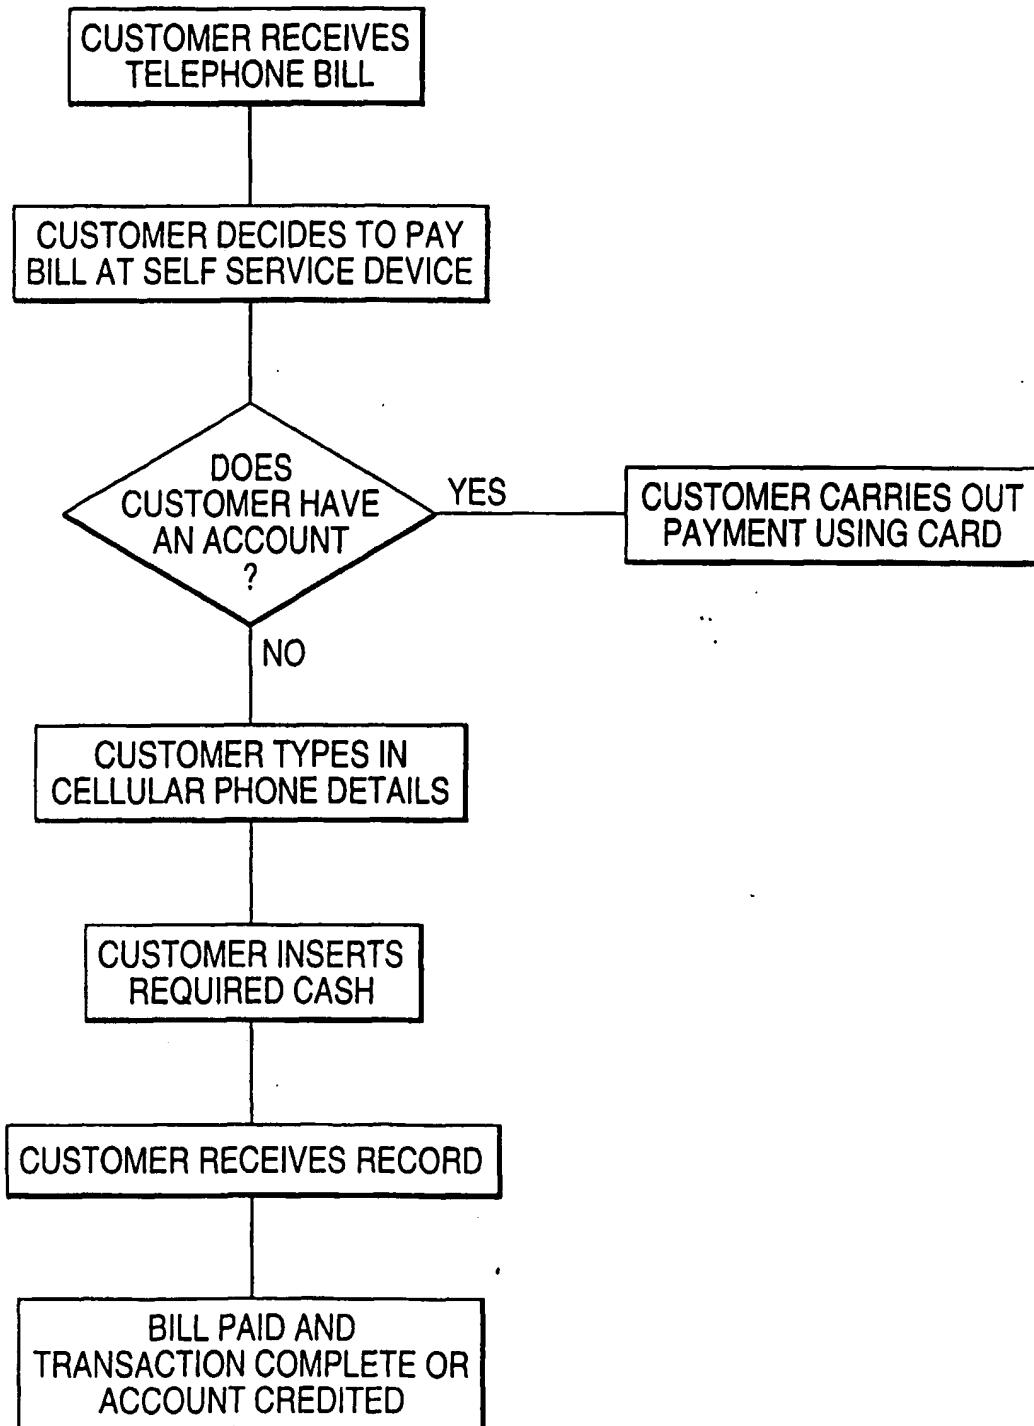 CUSTOMER RECEIVES
TELEPHONE BILL
CUSTOMER DECIDES TO PAY
BILL AT SELF SERVICE DEVICE
DOES
CUSTOMER HAVE
AN ACCOUNT
?
YES
CUSTOMER CARRIES OUT
PAYMENT USING CARD
NO
CUSTOMER TYPES IN
CELLULAR PHONE DETAILS
CUSTOMER INSERTS
REQUIRED CASH
CUSTOMER RECEIVES RECORD
BILL PAID AND
TRANSACTION COMPLETE OR
ACCOUNT CREDITED